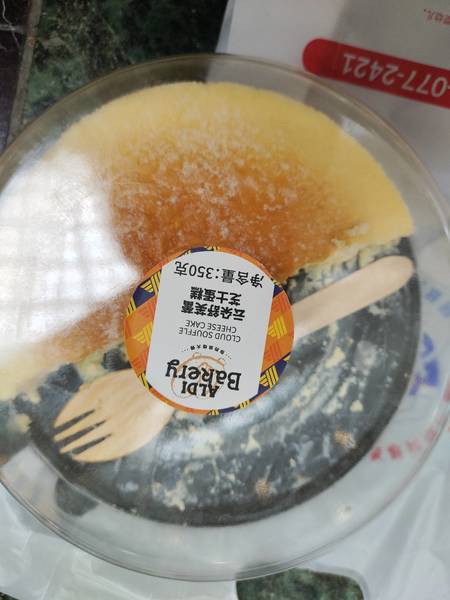 ALDI
Bakery
CLOUD SOUFFLE
CHEESE CAKE
云朵舒芙蕾
芝士蛋糕
净含量:350克
-077-2421